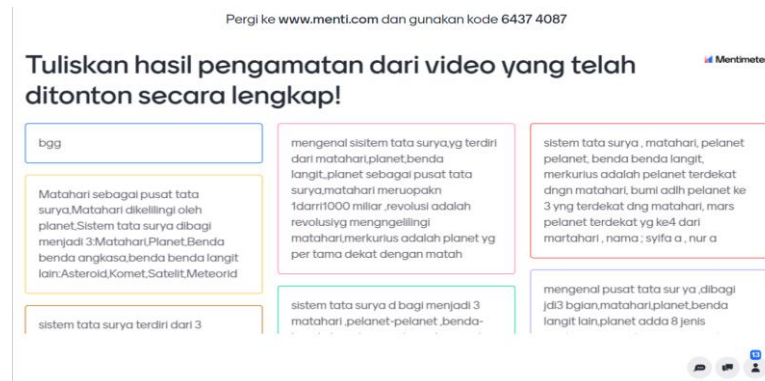 Pergi ke www.menti.com dan gunakan kode 6437 4087
Tuliskan hasil pengamatan dari video yang telah
ditonton secara lengkap!
Mentimeter
bgg
Matahari sebagai pusat tata
surya,Matahari dikelilingi oleh
planet,Sistem tata surya dibagi
menjadi 3:Matahari,Planet,Benda
benda angkasa,benda benda langit
lain:Asteroid,Komet,Satelit,Meteorid
sistem tata surya terdiri dari 3
mengenal sisitem tata surya,yg terdiri
dari matahari,planet,benda
langit,,planet sebagai pusat tata
surya,matahari meruopakn
1darri1000 miliar ,revolusi adalah
revolusiyg mengngelilingi
matahari,merkurius adalah planet yg
per tama dekat dengan matah
sistem tata surya d bagi menjadi 3
matahari ,pelanet-pelanet ,benda-
sistem tata surya , matahari, pelanet
pelanet, benda benda langit,
merkurius adalah pelanet terdekat
dngn matahari, bumi adlh pelanet ke
3 yng terdekat dng matahari, mars
pelanet terdekat yg ke4 dari
martahari , nama ; syifa a , nur a
mengenal pusat tata sur ya ,dibagi
jdi3 bgian,matahari,planet,benda
langit lain,planet adda 8 jenis
13